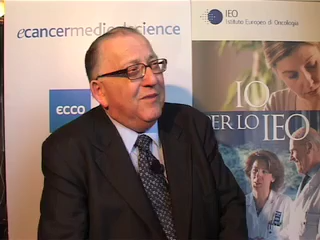 ecancermedicalscience
ECCO
IEO
Istituto Europeo di Oncologia
IO
PER LO IEO